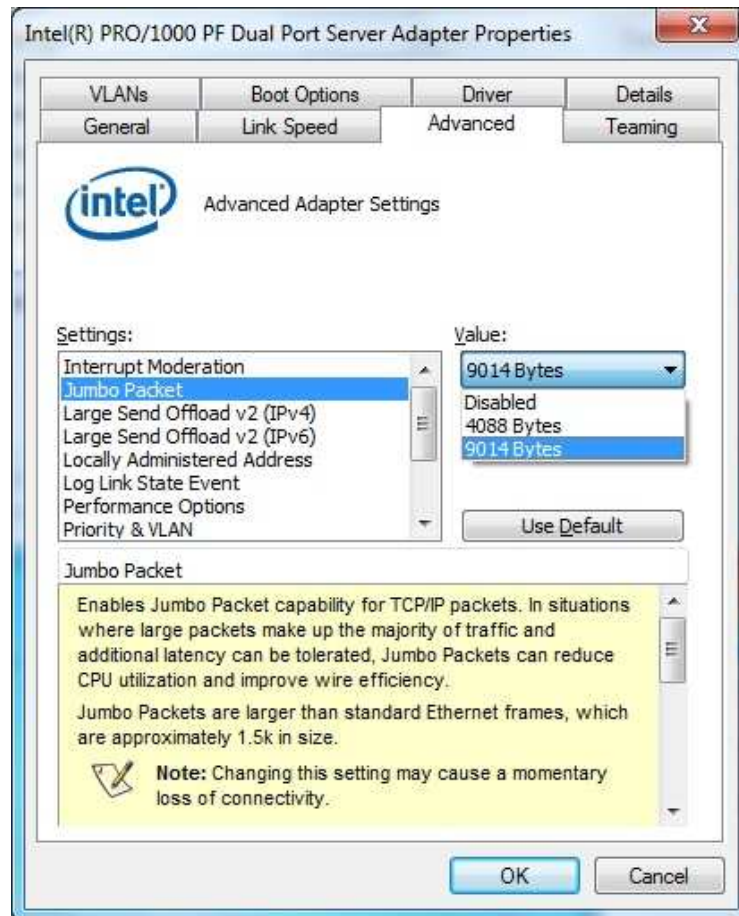 Intel(R) PRO/1000 PF Dual Port Server Adapter Properties
VLANs Boot Options Driver Details
General Link Speed Advanced Teaming
intel Advanced Adapter Settings
Settings: Value:
Interrupt Moderation
Jumbo Packet
Large Send Offload v2 (IPv4)
Large Send Offload v2 (IPv6)
Locally Administered Address
Log Link State Event
Performance Options
Priority & VLAN
9014 Bytes
Disabled
4088 Bytes
9014 Bytes
Use Default
Jumbo Packet
Enables Jumbo Packet capability for TCP/IP packets. In situations
where large packets make up the majority of traffic and
additional latency can be tolerated, Jumbo Packets can reduce
CPU utilization and improve wire efficiency.
Jumbo Packets are larger than standard Ethernet frames, which
are approximately 1.5k in size.
Note: Changing this setting may cause a momentary
loss of connectivity.
OK Cancel